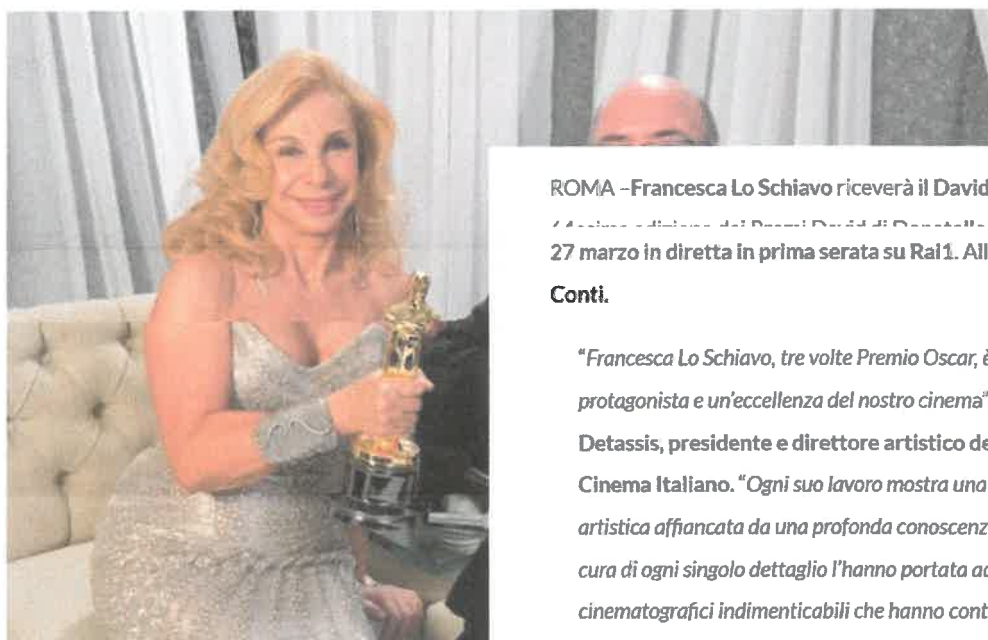 ROMA –Francesca Lo Schiavo riceverà il David
27 marzo in diretta in prima serata su Rai1. All
Conti.
“Francesca Lo Schiavo, tre volte Premio Oscar, è
protagonista e un’eccellenza del nostro cinema”
Detassis, presidente e direttore artistico de
Cinema Italiano. “Ogni suo lavoro mostra una
artistica affiancata da una profonda conoscenz
cura di ogni singolo dettaglio l’hanno portata ad
cinematografici indimenticabili che hanno cont